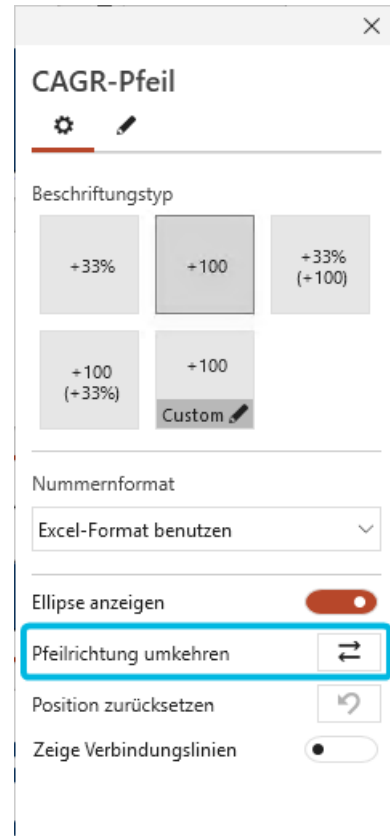 CAGR-Pfeil
Beschriftungstyp
+33%
+100
+33%
(+100)
+100
(+33%)
+100
Custom
Nummernformat
Excel-Format benutzen
Ellipse anzeigen
Pfeilrichtung umkehren
Position zurücksetzen
Zeige Verbindungslinien